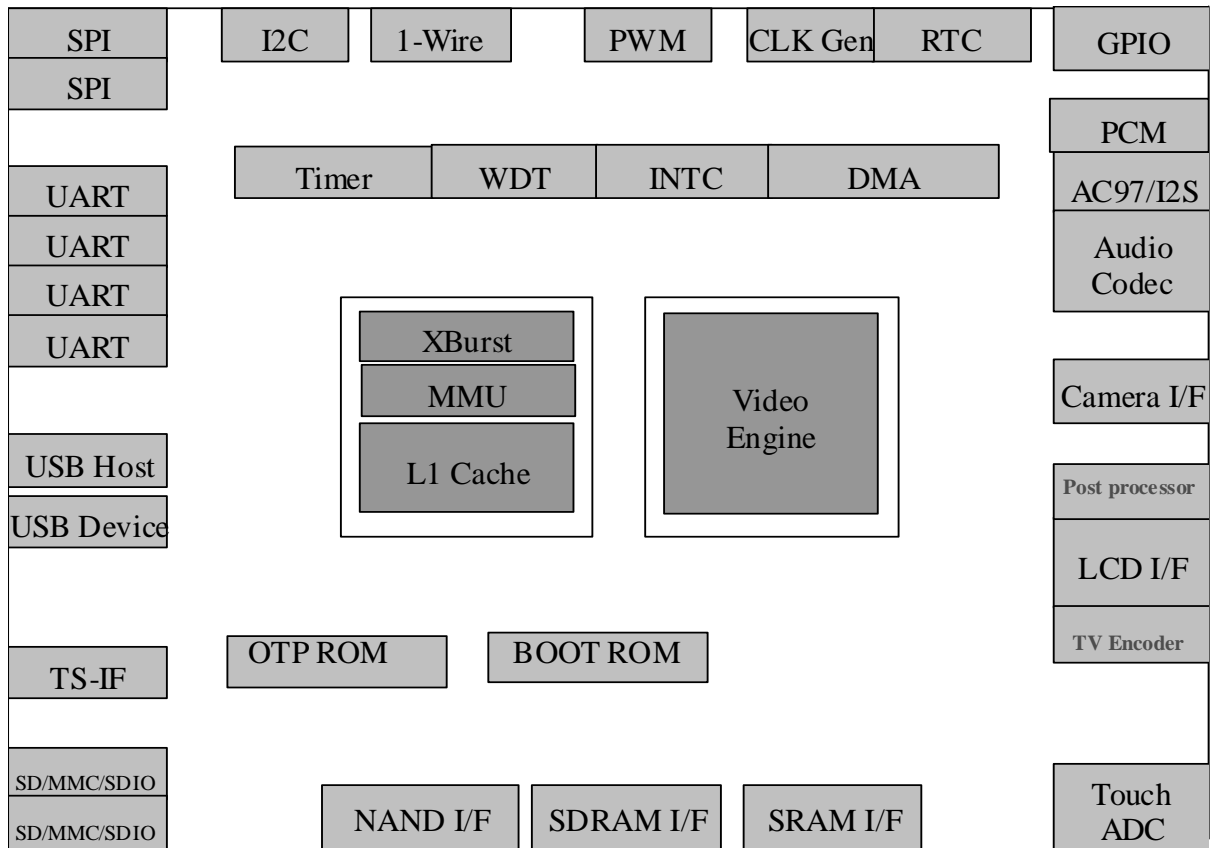 SPI
I2C
1-Wire
PWM
CLK Gen
RTC
GPIO
SPI
PCM
Timer
WDT
INTC
DMA
UART
AC97/I2S
UART
Audio
Codec
UART
UART
XBurst
MMU
L1 Cache
Video
Engine
Camera I/F
USB Host
Post processor
USB Device
LCD I/F
OTP ROM
BOOT ROM
TV Encoder
TS-IF
SD/MMC/SDIO
SD/MMC/SDIO
NAND I/F
SDRAM I/F
SRAM I/F
Touch
ADC